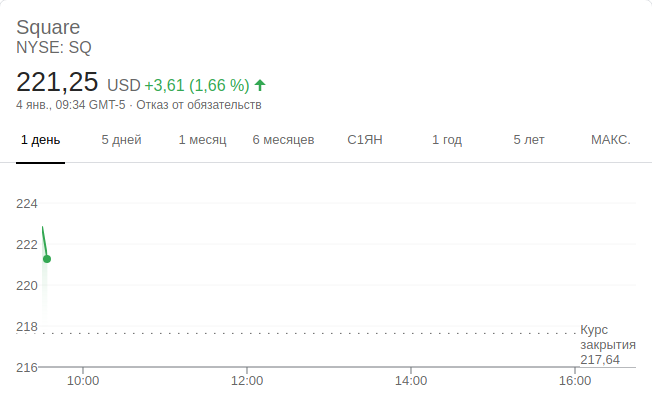 Square
NYSE: SQ
221,25 USD +3,61 (1,66 %)
4 янв., 09:34 GMT-5 · Отказ от обязательств
1 день 5 дней 1 месяц 6 месяцев С1ЯН 1 год 5 лет МАКС.
224
222
220
218
Курс
закрытия
217,64
216
10:00 12:00 14:00 16:00